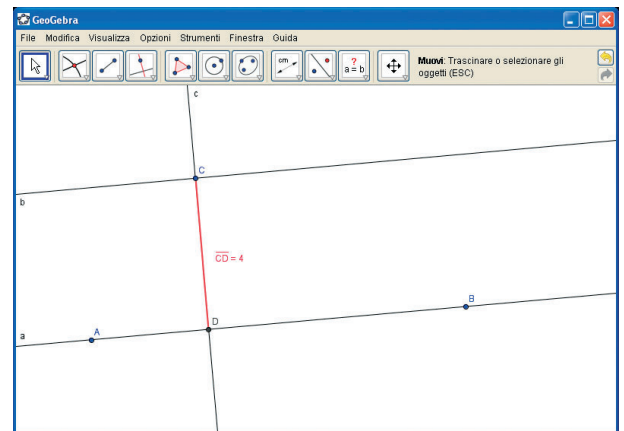 GeoGebra
File Modifica Visualizza Opzioni Strumenti Finestra Guida
cm
?
a = b
Muovi: Trascinare o selezionare gli
oggetti (ESC)
c
C
b
CD = 4
B
a
A
D